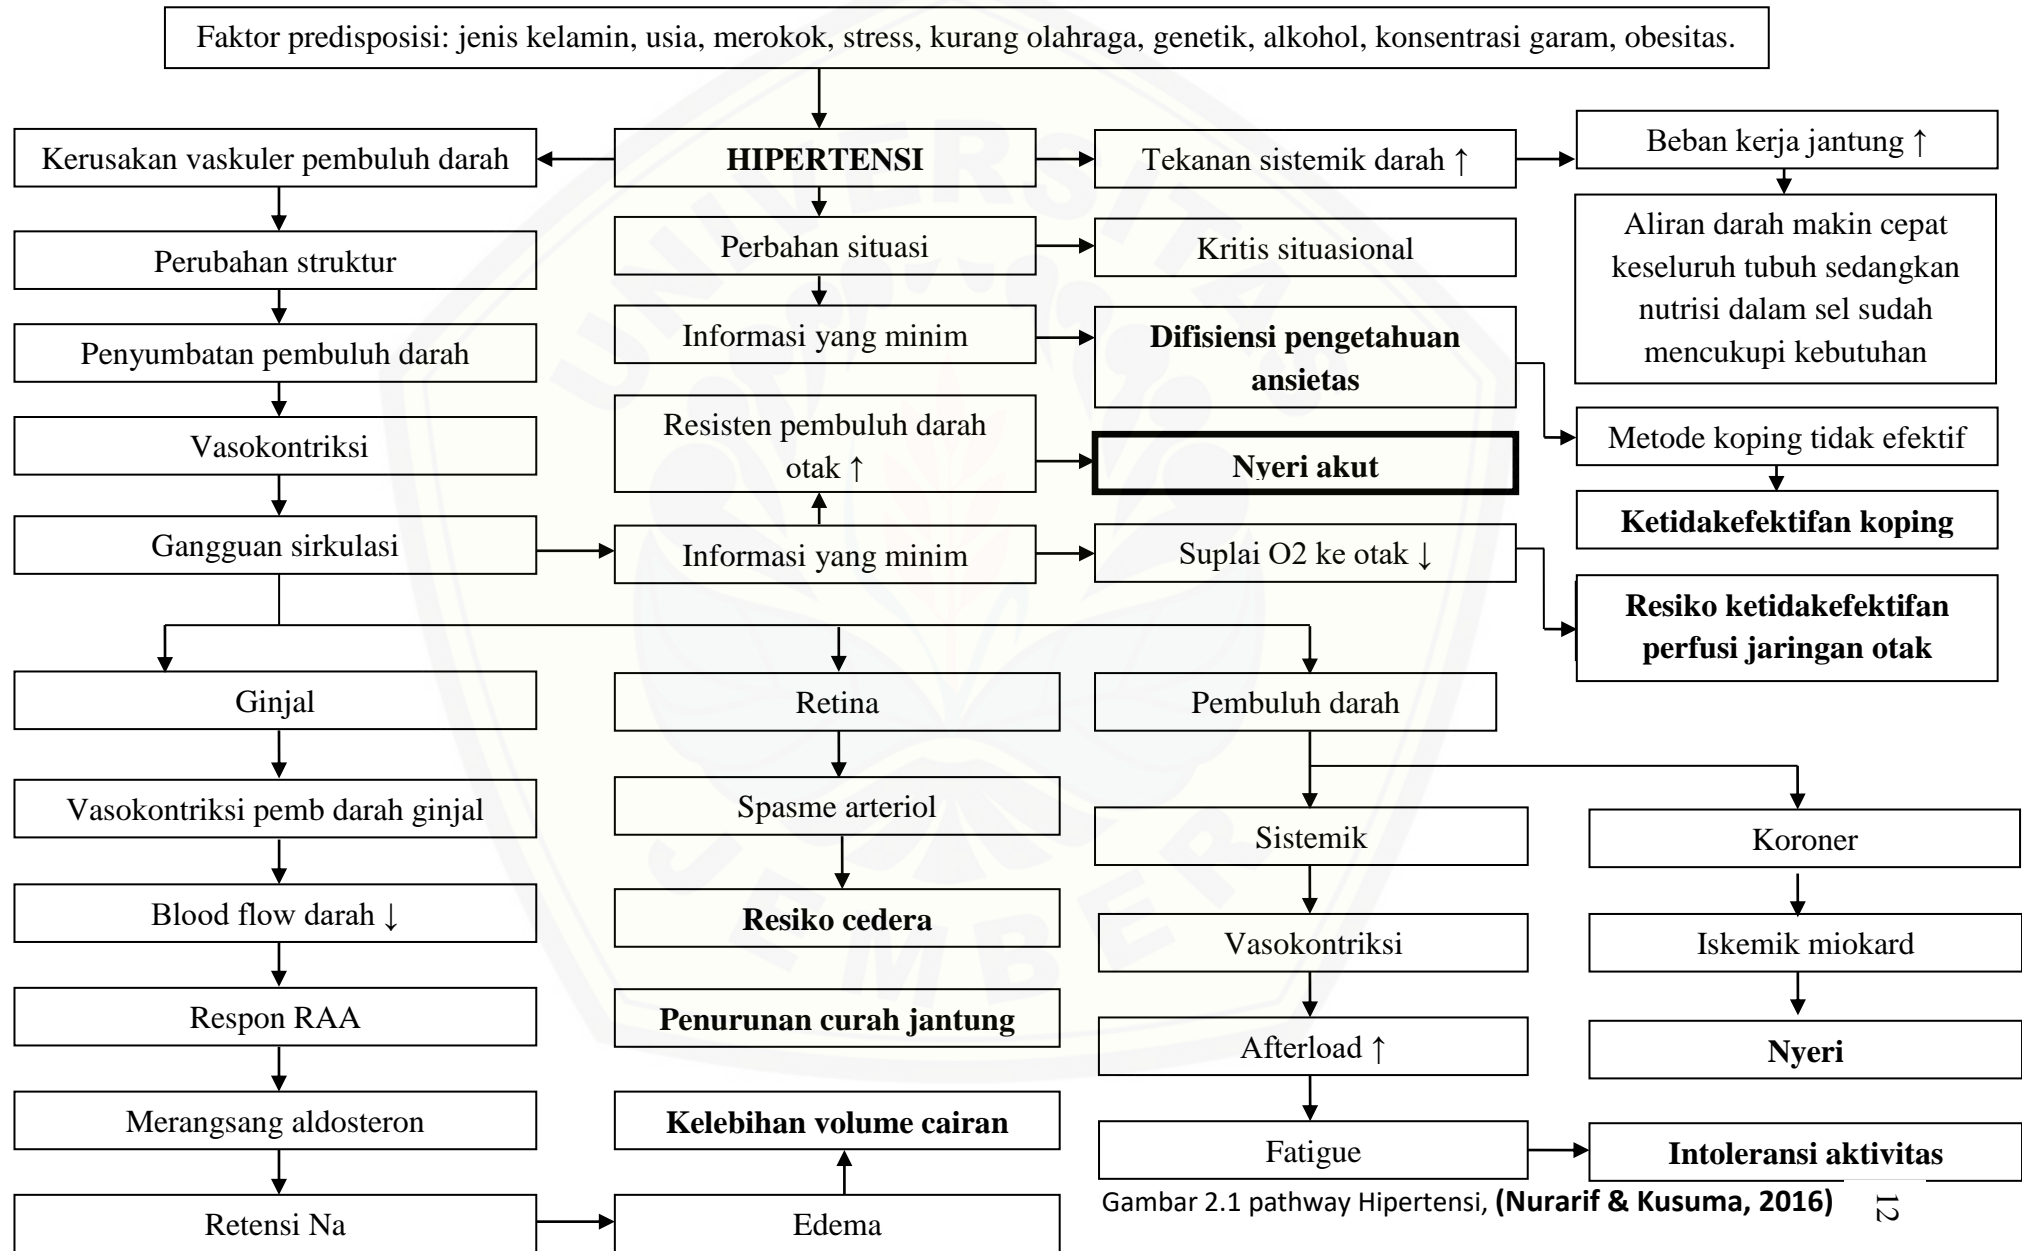 Faktor predisposisi: jenis kelamin, usia, merokok, stress, kurang olahraga, genetik, alkohol, konsentrasi garam, obesitas.
Kerusakan vaskuler pembuluh darah
HIPERTENSI
Tekanan sistemik darah ↑
Beban kerja jantung ↑
Perubahan struktur
Perbahan situasi
Kritis situasional
Aliran darah makin cepat
keseluruh tubuh sedangkan
nutrisi dalam sel sudah
mencukupi kebutuhan
Penyumbatan pembuluh darah
Informasi yang minim
Difisiensi pengetahuan
ansietas
Vasokontriksi
Resisten pembuluh darah
otak ↑
Nyeri akut
Metode koping tidak efektif
Ketidakefektifan koping
Gangguan sirkulasi
Informasi yang minim
Suplai O2 ke otak ↓
Resiko ketidakefektifan
perfusi jaringan otak
Ginjal
Retina
Pembuluh darah
Vasokontriksi pemb darah ginjal
Spasme arteriol
Sistemik
Koroner
Blood flow darah ↓
Resiko cedera
Vasokontriksi
Iskemik miokard
Respon RAA
Penurunan curah jantung
Afterload ↑
Nyeri
Merangsang aldosteron
Kelebihan volume cairan
Fatigue
Intoleransi aktivitas
Retensi Na
Edema
Gambar 2.1 pathway Hipertensi, (Nurarif & Kusuma, 2016)
12
UNIVERSITAS
JEMBER